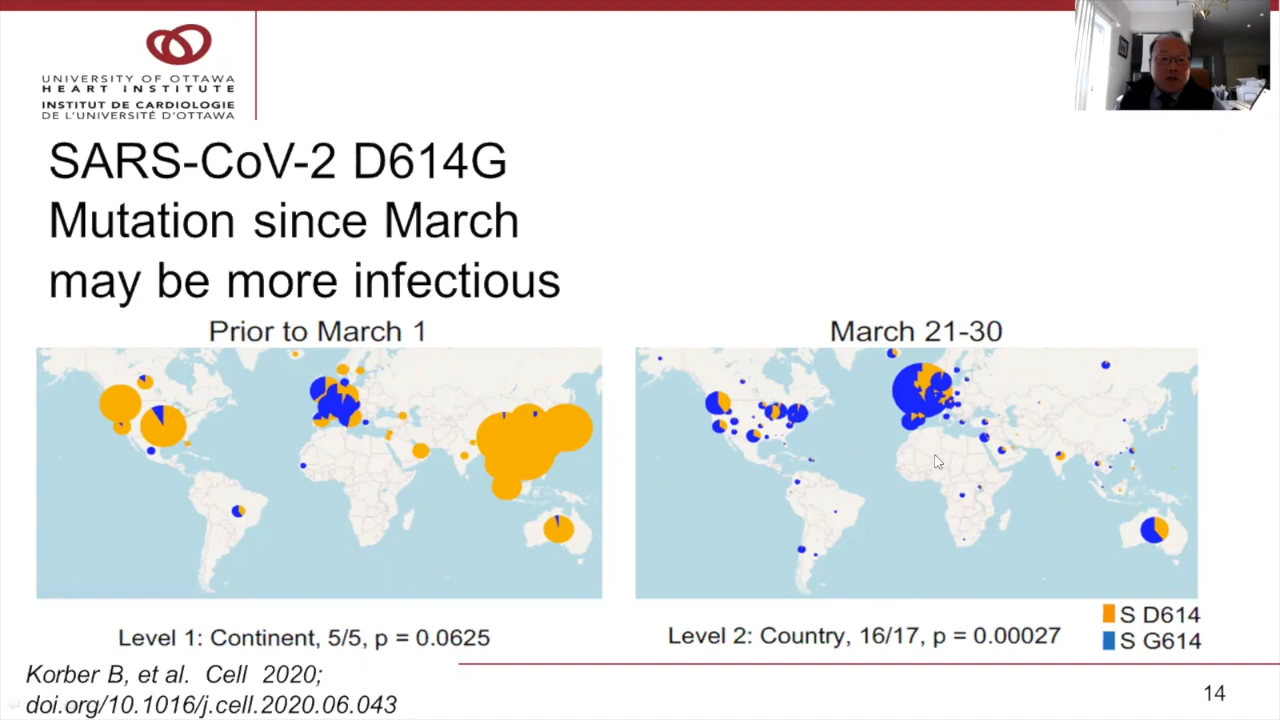 UNIVERSITY OF OTTAWA
HEART INSTITUTE
INSTITUT DE CARDIOLOGIE
DE L'UNIVERSITÉ D'OTTAWA
SARS-CoV-2 D614G
Mutation since March
may be more infectious
Prior to March 1
March 21-30
S D614
S G614
Level 1: Continent, 5/5, p = 0.0625
Level 2: Country, 16/17, p = 0.00027
Korber B, et al. Cell 2020;
doi.org/10.1016/j.cell.2020.06.043
14